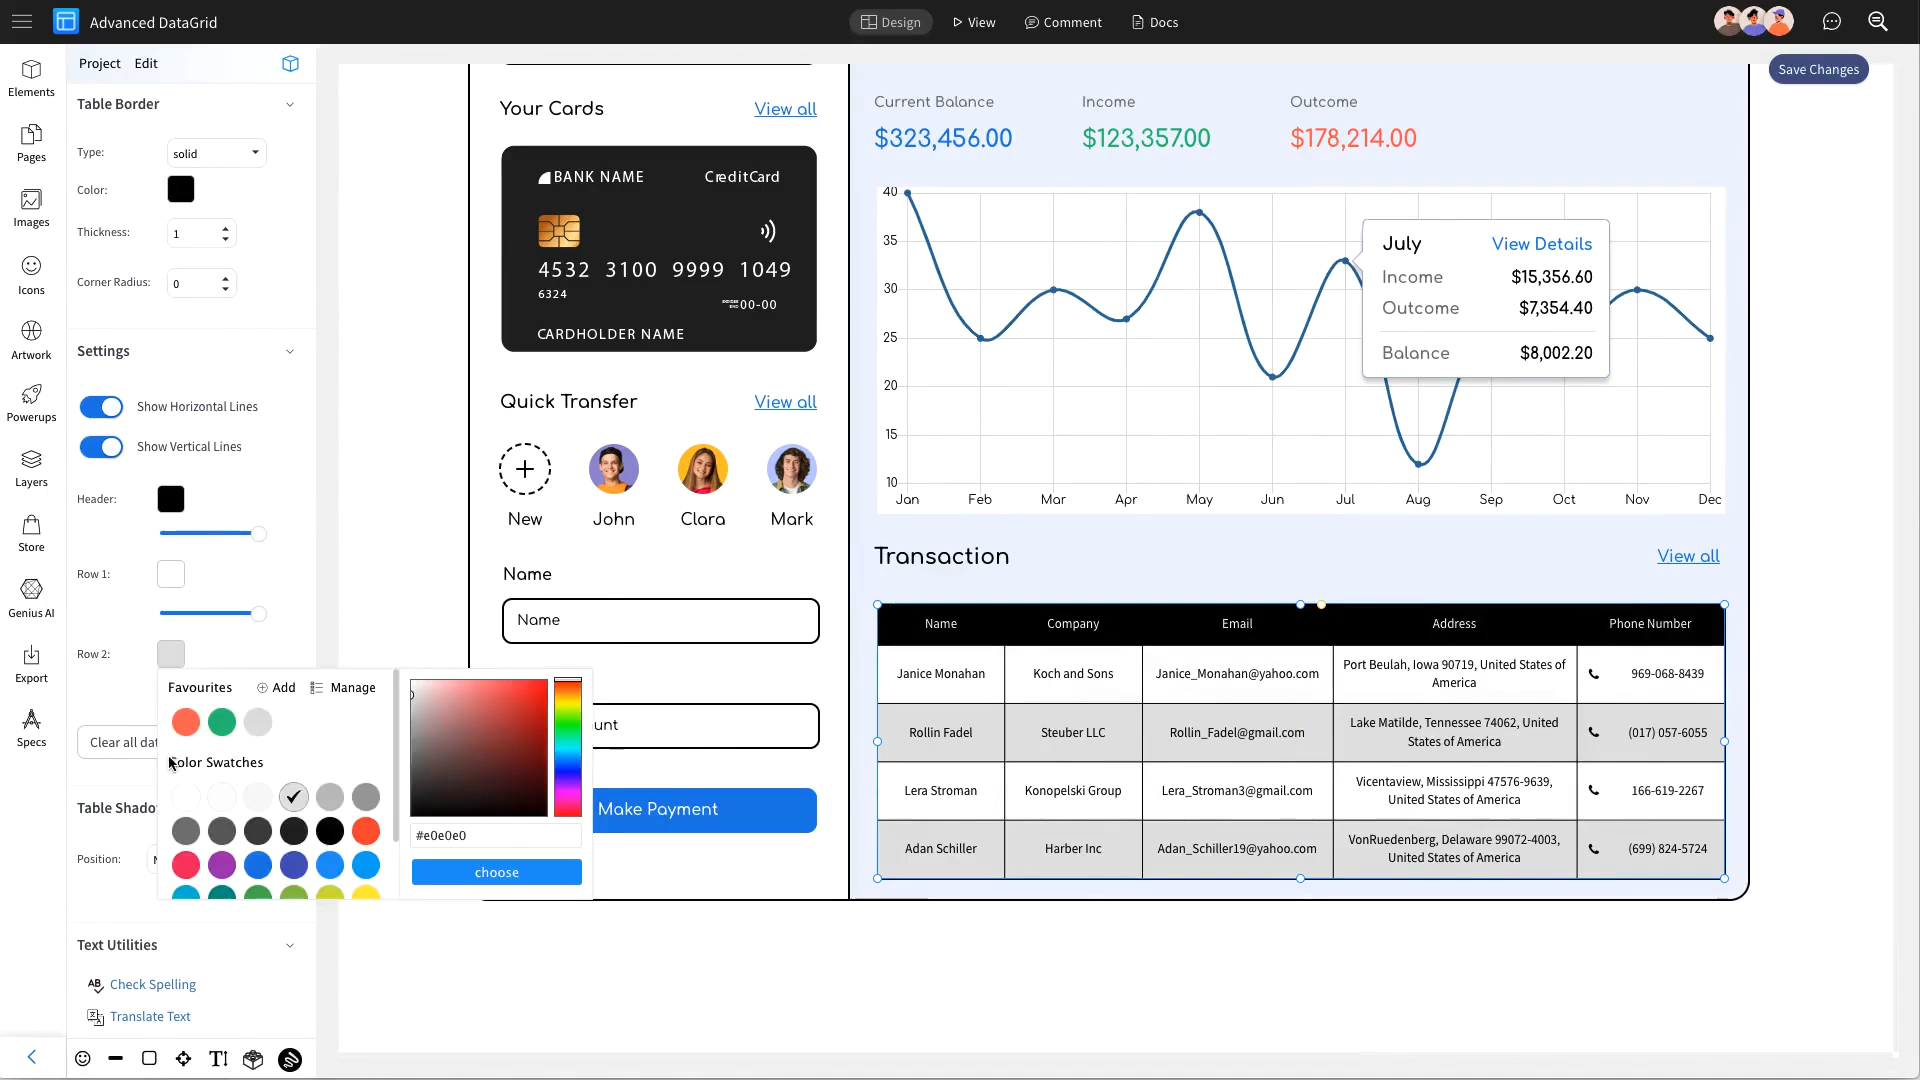 Advanced DataGrid
Design
View
Comment
Docs
Elements
Pages
Images
Icons
Artwork
Powerups
Layers
Store
Genius AI
Export
Specs
Project Edit
Table Border
Type: solid
Color:
Thickness: 1
Corner Radius: 0
Settings
Show Horizontal Lines
Show Vertical Lines
Header:
Row 1:
Row 2:
Favourites Add Manage
Clear all dat
Color Swatches
Table Shado
#e0e0e0
Position:
choose
Text Utilities
Check Spelling
Translate Text
Your Cards View all
BANK NAME CreditCard
4532 3100 9999 1049
6324
00-00
CARDHOLDER NAME
Quick Transfer View all
New John Clara Mark
Name
Name
unt
Make Payment
Save Changes
Current Balance Income Outcome
$323,456.00 $123,357.00 $178,214.00
40
35
30
25
20
15
10
Jan Feb Mar Apr May Jun Jul Aug Sep Oct Nov Dec
July View Details
Income $15,356.60
Outcome $7,354.40
Balance $8,002.20
Transaction View all
Name Company Email Address Phone Number
Janice Monahan Koch and Sons Janice_Monahan@yahoo.com Port Beulah, Iowa 90719, United States of America 969-068-8439
Rollin Fadel Steuber LLC Rollin_Fadel@gmail.com Lake Matilde, Tennessee 74062, United States of America (017) 057-6055
Lera Stroman Konopelski Group Lera_Stroman3@gmail.com Vicentaview, Mississippi 47576-9639, United States of America 166-619-2267
Adan Schiller Harber Inc Adan_Schiller19@yahoo.com VonRuedenberg, Delaware 99072-4003, United States of America (699) 824-5724